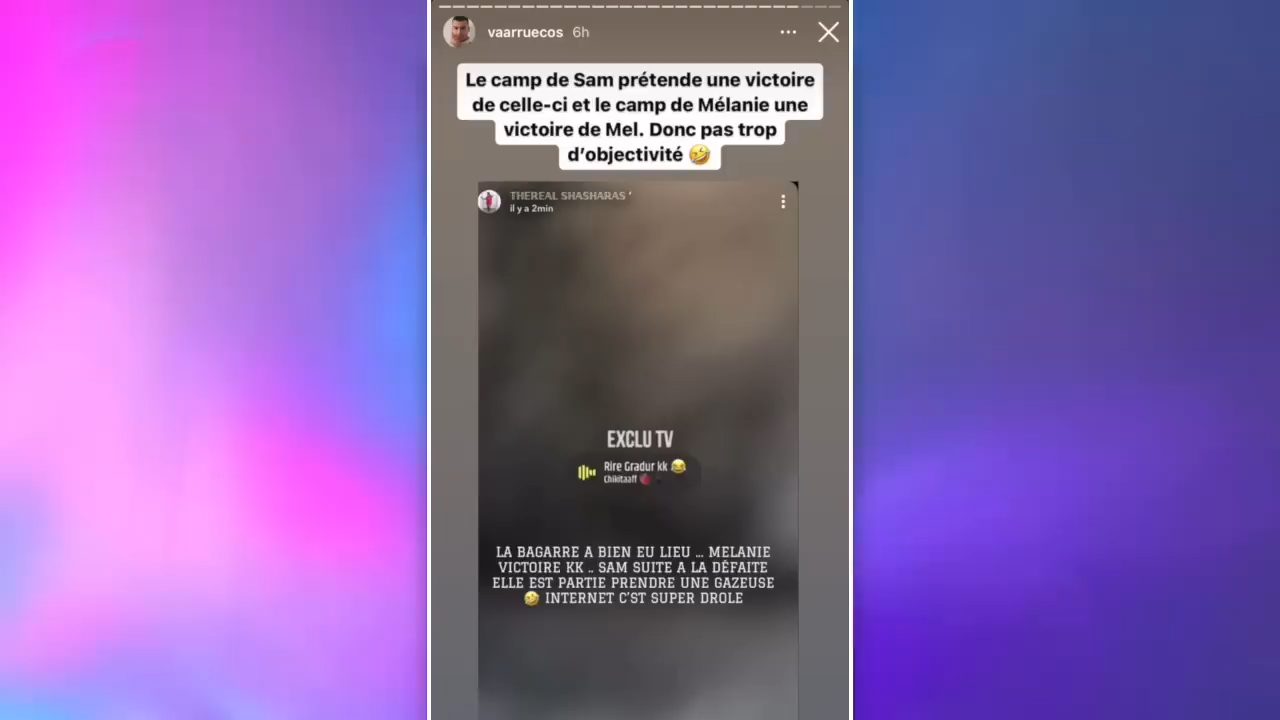 vaarruecos 6h
Le camp de Sam prétende une victoire
de celle-ci et le camp de Mélanie une
victoire de Mel. Donc pas trop
d'objectivité 🤣
THEREAL SHASHARAS '
il y a 2min
EXCLU TV
Rire Gradur kk 😂
Chikitaaff
LA BAGARRE A BIEN EU LIEU ... MELANIE
VICTOIRE KK .. SAM SUITE A LA DÉFAITE
ELLE EST PARTIE PRENDRE UNE GAZEUSE
🤣 INTERNET C'ST SUPER DROLE